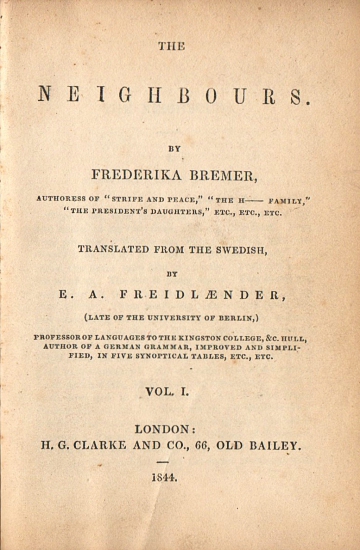 THE
NEIGHBOURS.
BY
FREDERIKA BREMER,
AUTHORESS OF "STRIFE AND PEACE," "THE H—— FAMILY,"
"THE PRESIDENT'S DAUGHTERS," ETC., ETC., ETC.
TRANSLATED FROM THE SWEDISH,
BY
E. A. FREIDLÆNDER,
(LATE OF THE UNIVERSITY OF BERLIN,)
PROFESSOR OF LANGUAGES TO THE KINGSTON COLLEGE, &C. HULL,
AUTHOR OF A GERMAN GRAMMAR, IMPROVED AND SIMPLI-
FIED, IN FIVE SYNOPTICAL TABLES, ETC., ETC.
VOL. I.
LONDON:
H. G. CLARKE AND CO., 66, OLD BAILEY.
—
1844.